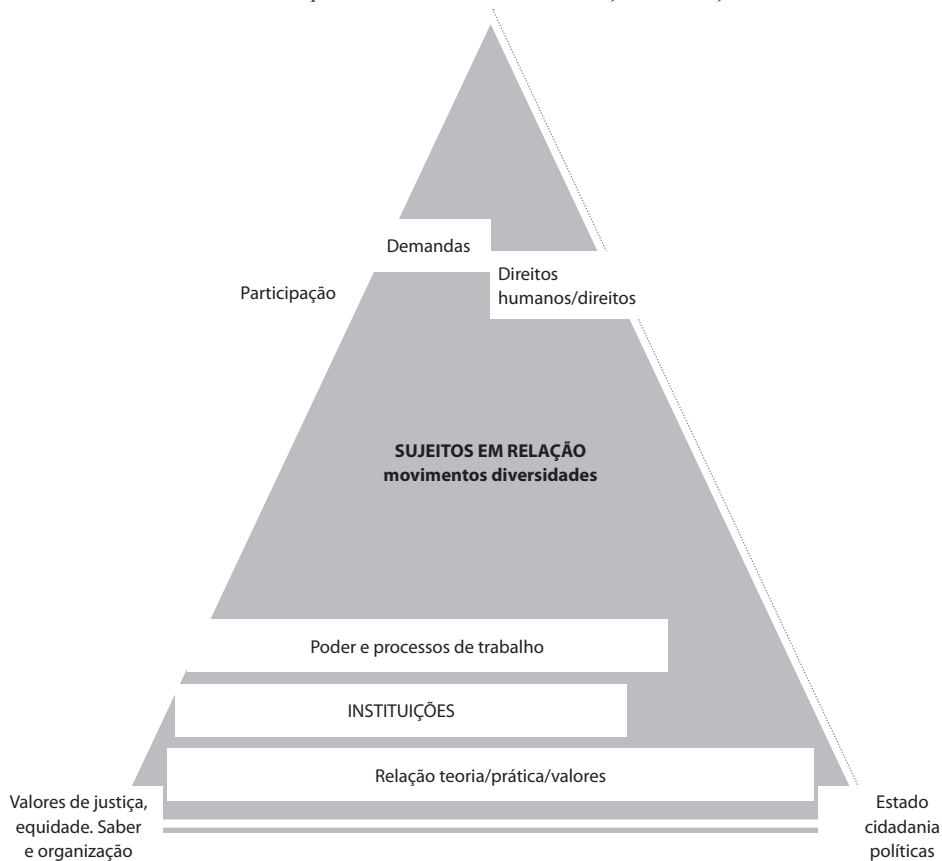 Demandas
Direitos
humanos/direitos
Participação
SUJEITOS EM RELAÇÃO
movimentos diversidades
Poder e processos de trabalho
INSTITUIÇÕES
Relação teoria/prática/valores
Valores de justiça,
equidade. Saber
e organização
Estado
cidadania
políticas